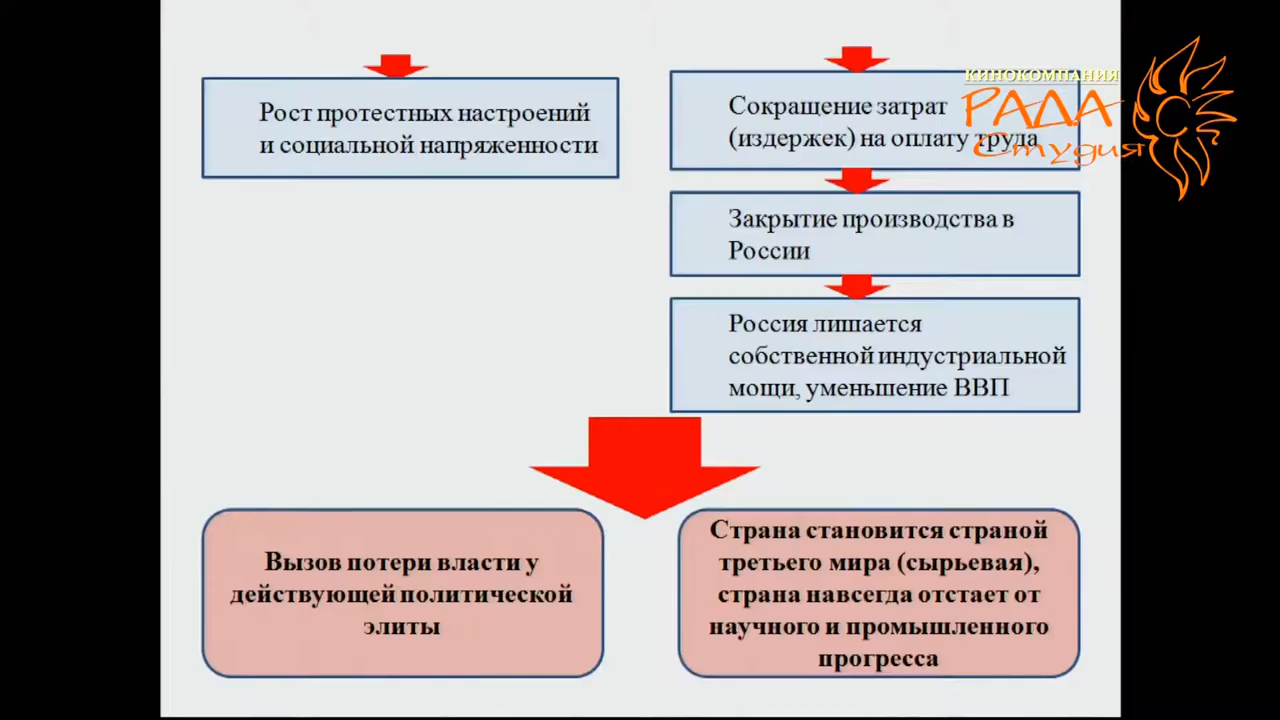 Рост протестных настроений
и социальной напряженности
Сокращение затрат
(издержек) на оплату труда
Закрытие производства в
России
Россия лишается
собственной индустриальной
мощи, уменьшение ВВП
Вызов потери власти у
действующей политической
элиты
Страна становится страной
третьего мира (сырьевая),
страна навсегда отстает от
научного и промышленного
прогресса
КИНОКОМПАНИЯ
РАДА
Студия